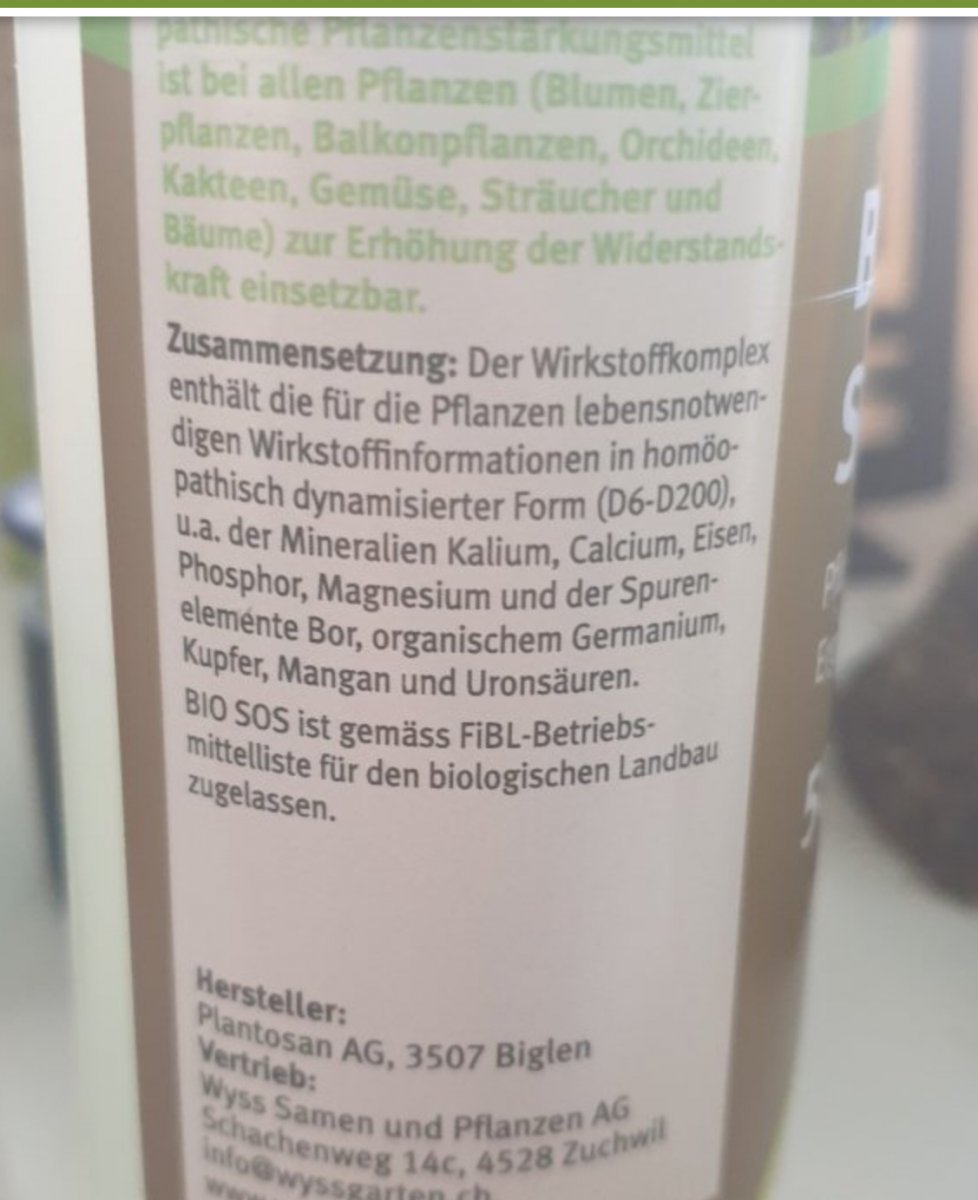 pathische Pflanzenstärkungsmittel
ist bei allen Pflanzen (Blumen, Zier-
pflanzen, Balkonpflanzen, Orchideen,
Kakteen, Gemüse, Sträucher und
Bäume) zur Erhöhung der Widerstands-
kraft einsetzbar.
Zusammensetzung: Der Wirkstoffkomplex
enthält die für die Pflanzen lebensnotwen-
digen Wirkstoffinformationen in homöo-
pathisch dynamisierter Form (D6-D200),
u.a. der Mineralien Kalium, Calcium, Eisen,
Phosphor, Magnesium und der Spuren-
elemente Bor, organischem Germanium,
Kupfer, Mangan und Uronsäuren.
BIO SOS ist gemäss FiBL-Betriebs-
mittelliste für den biologischen Landbau
zugelassen.
Hersteller:
Plantosan AG, 3507 Biglen
Vertrieb:
Wyss Samen und Pflanzen AG
Schachenweg 14c, 4528 Zuchwil
info@wyssgarten.ch